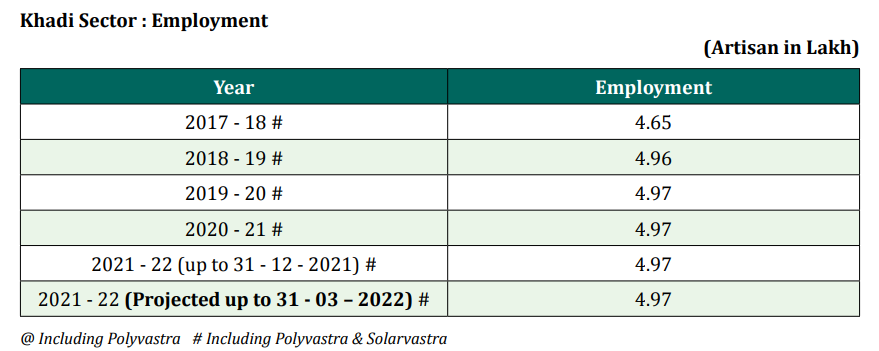 Khadi Sector : Employment
(Artisan in Lakh)
Year Employment
2017 - 18 # 4.65
2018 - 19 # 4.96
2019 - 20 # 4.97
2020 - 21 # 4.97
2021 - 22 (up to 31 - 12 - 2021) # 4.97
2021 - 22 (Projected up to 31 - 03 – 2022) # 4.97
@ Including Polyvastra # Including Polyvastra & Solarvastra